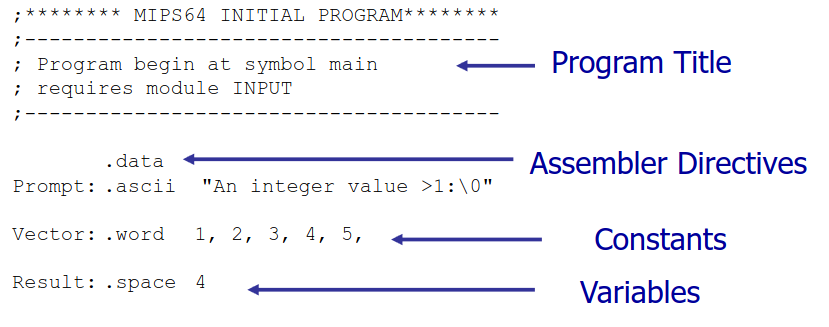 ;******** MIPS64 INITIAL PROGRAM********
;---------------------------------------
; Program begin at symbol main
Program Title
; requires module INPUT
;---------------------------------------
.data
Assembler Directives
Prompt: .ascii "An integer value >1:\0"
Vector: .word 1, 2, 3, 4, 5,
Constants
Result: .space 4
Variables